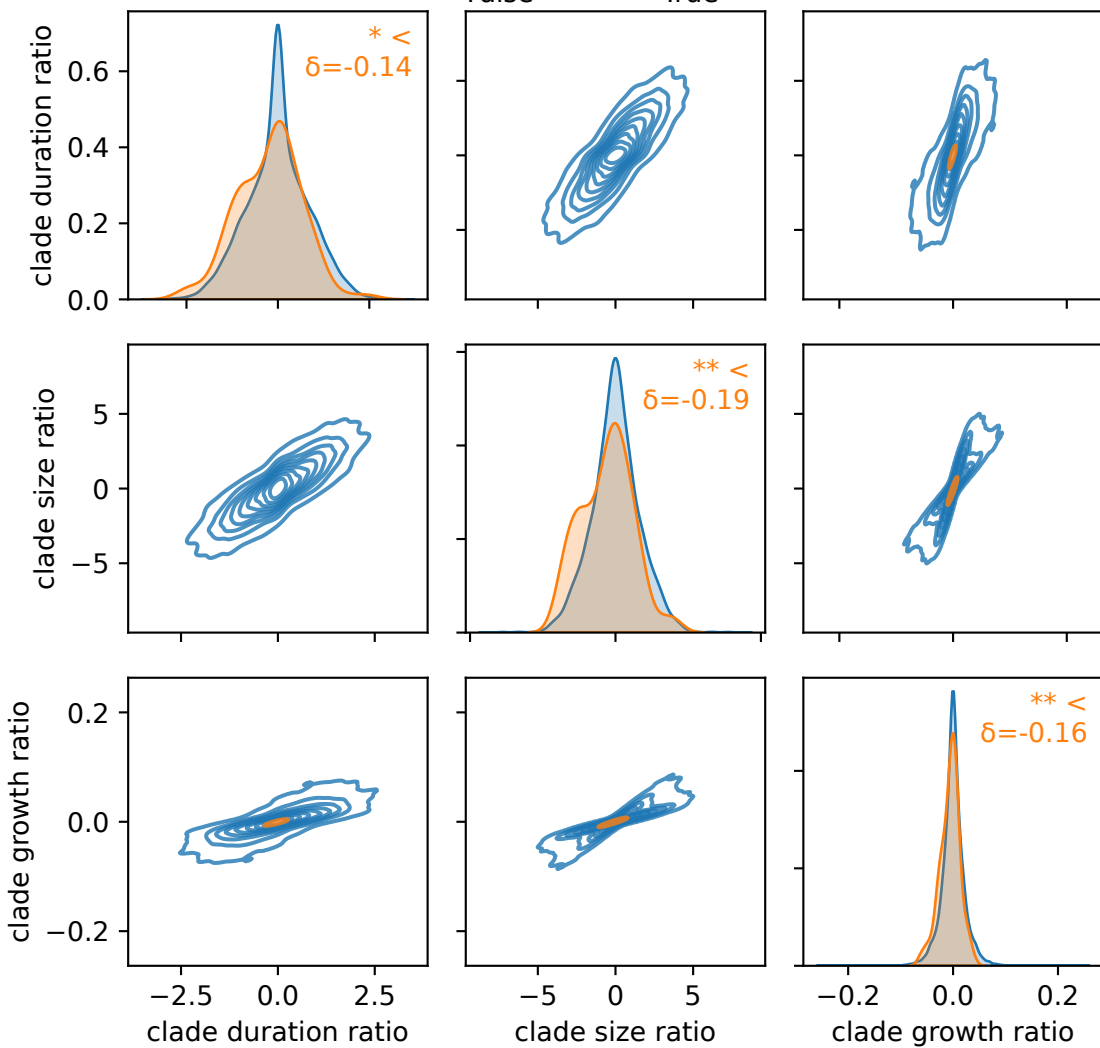 * <
δ=-0.14
clade duration ratio
0.6
0.4
0.2
0.0
** <
δ=-0.19
clade size ratio
5
0
−5
** <
δ=-0.16
clade growth ratio
0.2
0.0
−0.2
−2.5 0.0 2.5 −5 0 5 −0.2 0.0 0.2
clade duration ratio clade size ratio clade growth ratio